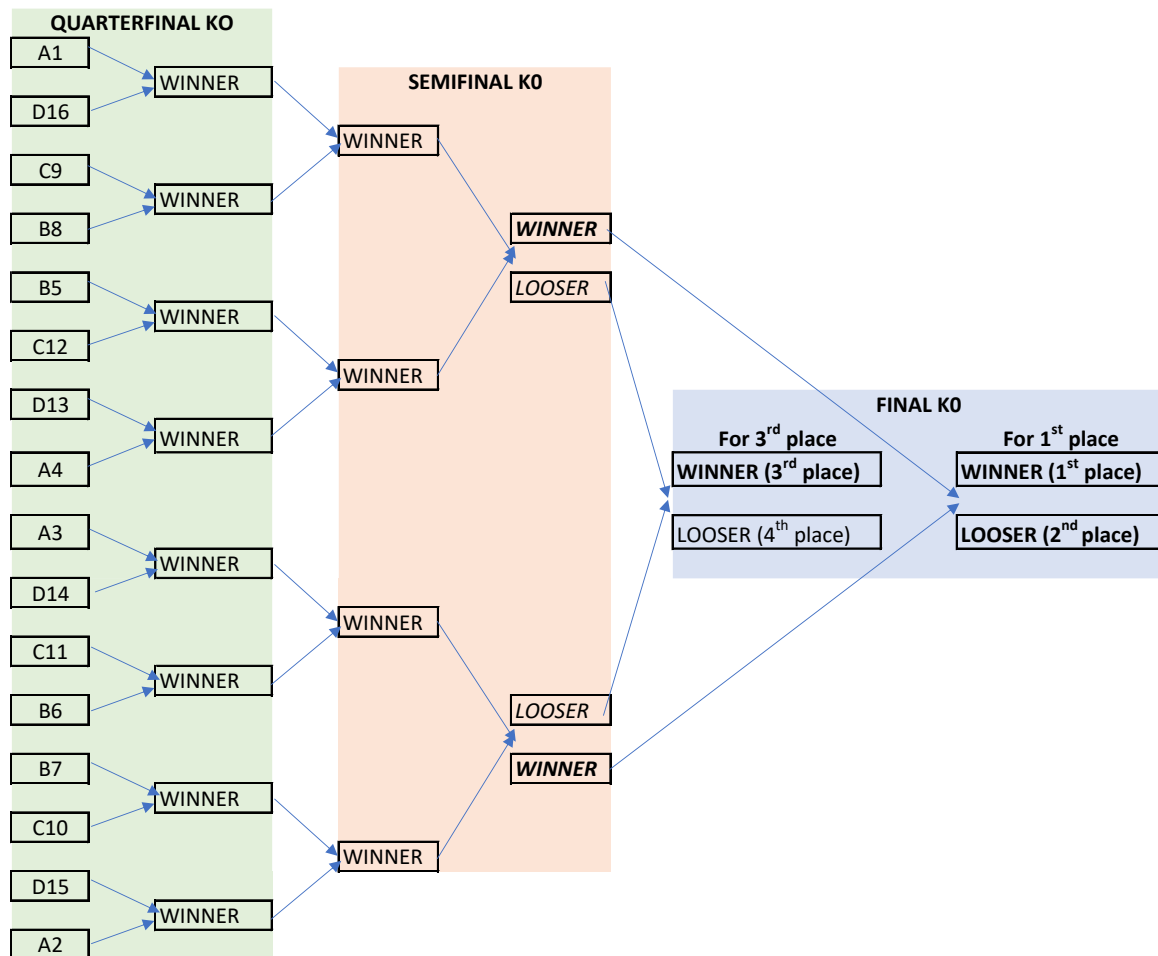 QUARTERFINAL KO
A1
WINNER
D16
C9
WINNER
B8
B5
WINNER
C12
D13
WINNER
A4
A3
WINNER
D14
C11
WINNER
B6
B7
WINNER
C10
D15
WINNER
A2
SEMIFINAL K0
WINNER
WINNER
WINNER
WINNER
WINNER
LOOSER
LOOSER
WINNER
FINAL K0
For 3rd place
WINNER (3rd place)
LOOSER (4th place)
For 1st place
WINNER (1st place)
LOOSER (2nd place)